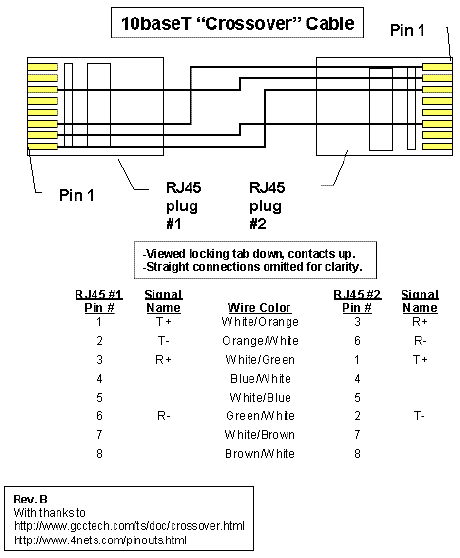 10baseT “Crossover” Cable
Pin 1
Pin 1
RJ45 plug #1
RJ45 plug #2
-Viewed locking tab down, contacts up.
-Straight connections omitted for clarity.
RJ45 #1 Pin # Signal Name Wire Color RJ45 #2 Pin # Signal Name
1 T+ White/Orange 3 R+
2 T- Orange/White 6 R-
3 R+ White/Green 1 T+
4 Blue/White 4
5 White/Blue 5
6 R- Green/White 2 T-
7 White/Brown 7
8 Brown/White 8
Rev. B
With thanks to
http://www.gcctech.com/ts/doc/crossover.html
http://www.4nets.com/pinouts.html